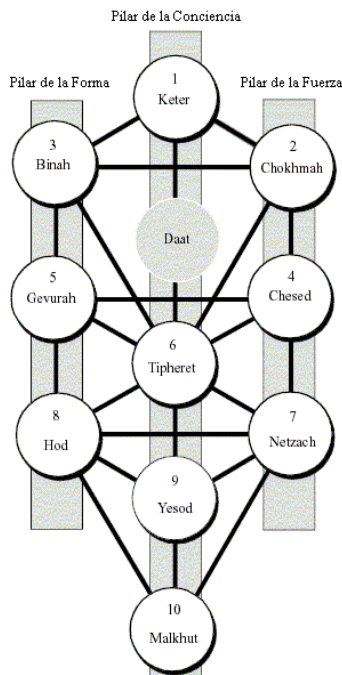 Pilar de la Conciencia
Pilar de la Forma
Pilar de la Fuerza
1
Keter
3
Binah
2
Chokhmah
Daat
5
Gevurah
4
Chesed
6
Tipheret
8
Hod
7
Netzach
9
Yesod
10
Malkhut